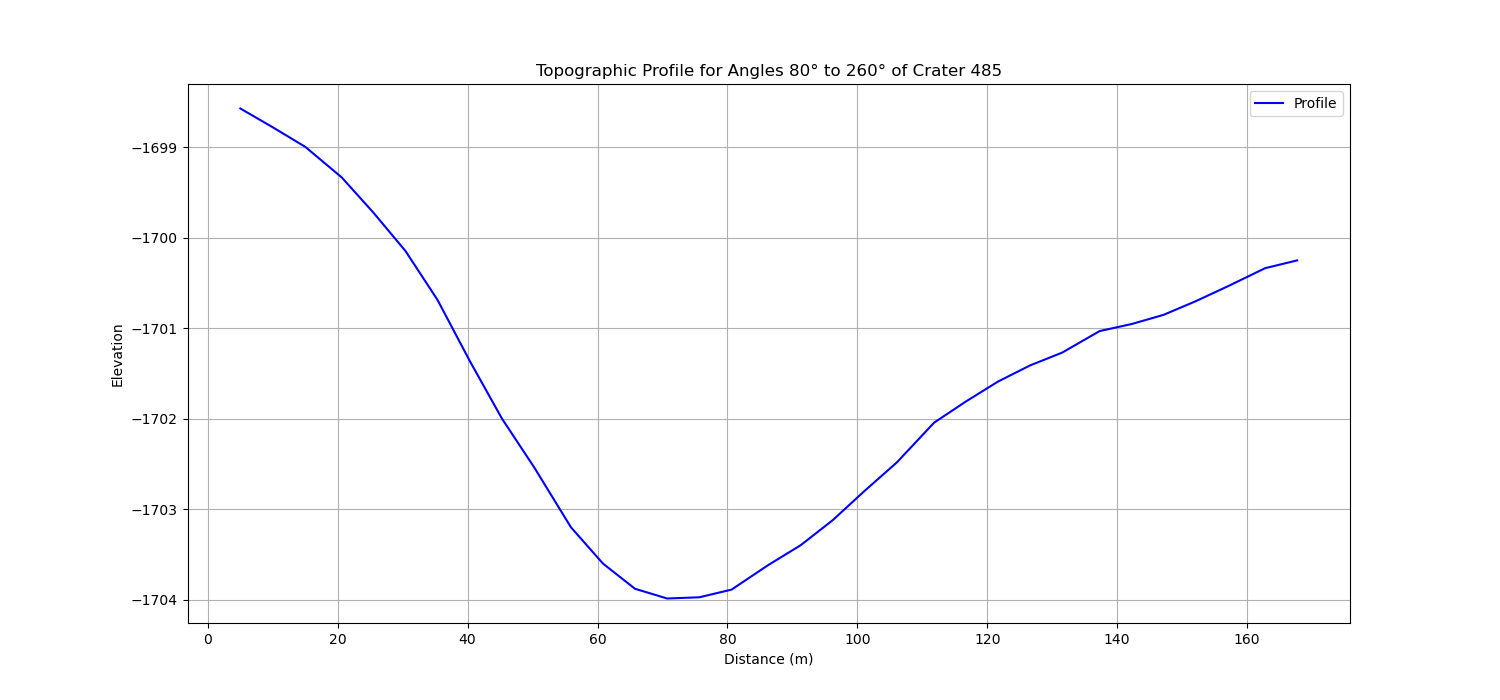 Topographic Profile for Angles 80° to 260° of Crater 485
Profile
−1699
−1700
−1701
−1702
−1703
−1704
Elevation
0 20 40 60 80 100 120 140 160
Distance (m)